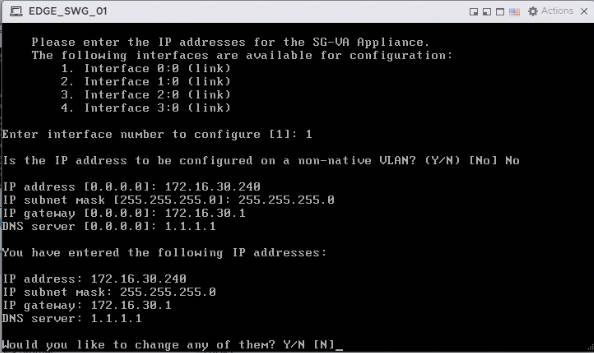 EDGE_SWG_01
Actions
Please enter the IP addresses for the SG-VA Appliance.
The following interfaces are available for configuration:
1. Interface 0:0 (link)
2. Interface 1:0 (link)
3. Interface 2:0 (link)
4. Interface 3:0 (link)
Enter interface number to configure [1]: 1
Is the IP address to be configured on a non-native VLAN? (Y/N) [No] No
IP address [0.0.0.0]: 172.16.30.240
IP subnet mask [255.255.255.0]: 255.255.255.0
IP gateway [0.0.0.0]: 172.16.30.1
DNS server [0.0.0.0]: 1.1.1.1
You have entered the following IP addresses:
IP address: 172.16.30.240
IP subnet mask: 255.255.255.0
IP gateway: 172.16.30.1
DNS server: 1.1.1.1
Would you like to change any of them? Y/N [N]_